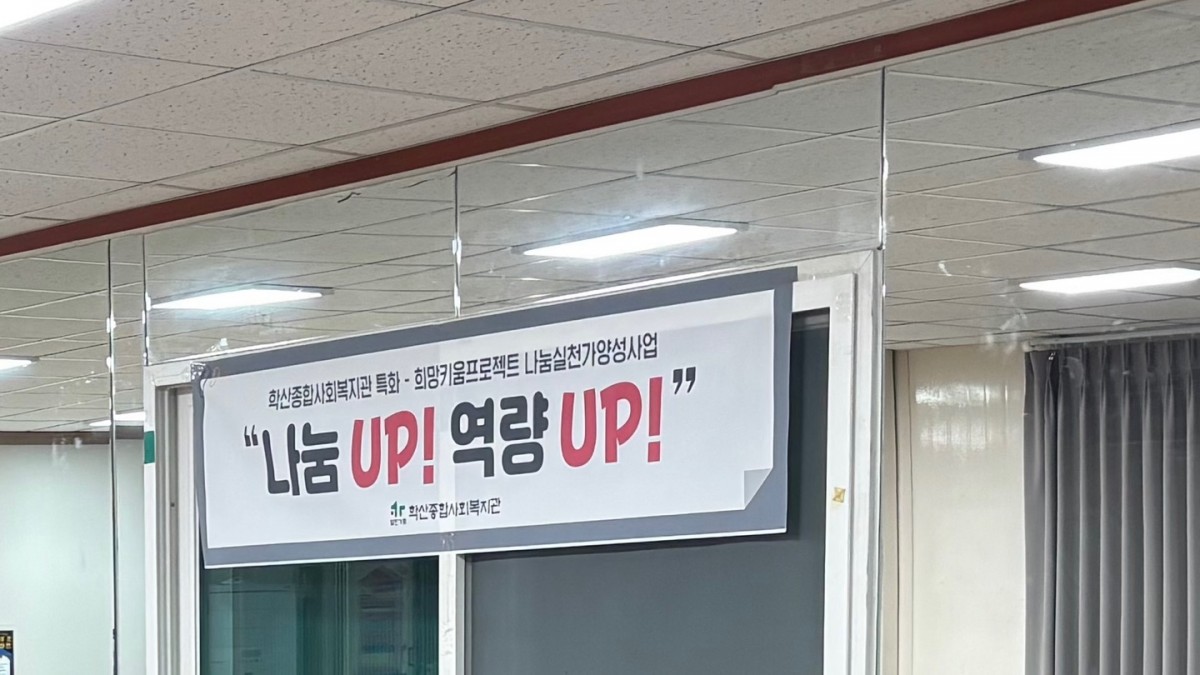 학산종합사회복지관 특화 - 희망키움프로젝트 나눔실천가양성사업
“나눔 UP! 역량 UP!”
학산종합사회복지관